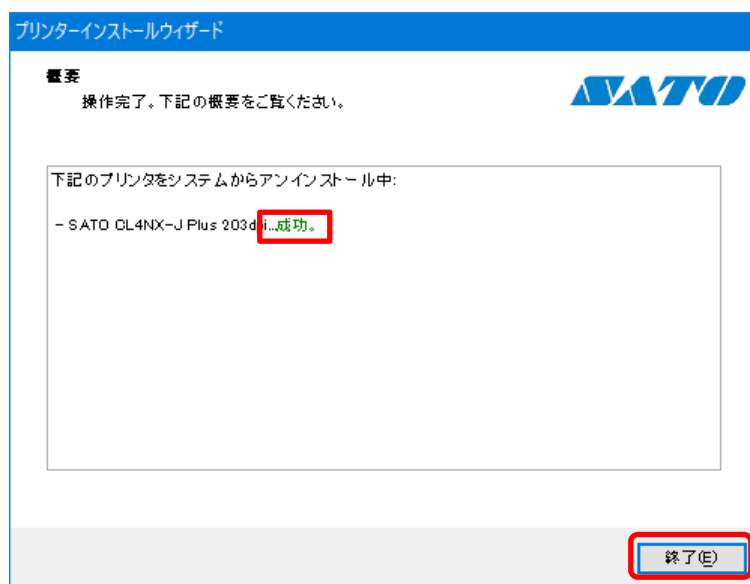 プリンターインストールウィザード
概要
操作完了。下記の概要をご覧ください。
SATO
下記のプリンタをシステムからアンインストール中:
- SATO CL4NX-J Plus 203dpi...成功。
終了(E)